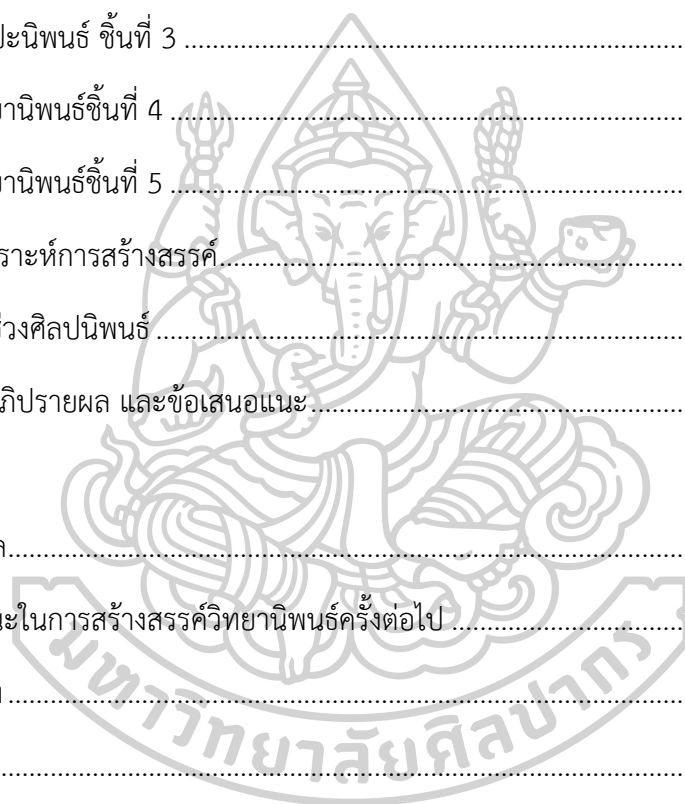 ปะนิพนธ์ ชิ้นที่ 3 ................................................................
านิพนธ์ชิ้นที่ 4 ................................................................
านิพนธ์ชิ้นที่ 5 ................................................................
ราะห์การสร้างสรรค์................................................................
ช่วงศิลปนิพนธ์ ................................................................
ภิปรายผล และข้อเสนอแนะ................................................................
ล................................................................
นะในการสร้างสรรค์วิทยานิพนธ์ครั้งต่อไป ................................................................
................................................................
................................................................
มหาวิทยาลัยศิลปากร